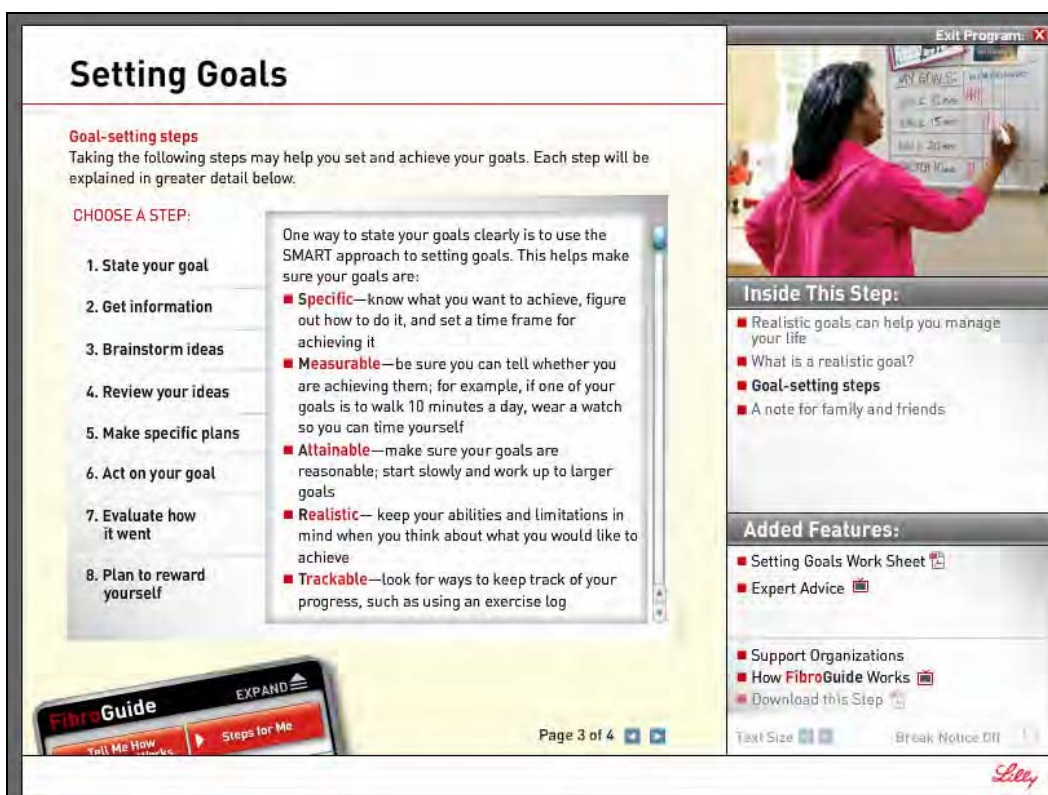 Exit Program: X
Setting Goals
Goal-setting steps
Taking the following steps may help you set and achieve your goals. Each step will be
explained in greater detail below.
CHOOSE A STEP:
1. State your goal
2. Get information
3. Brainstorm ideas
4. Review your ideas
5. Make specific plans
6. Act on your goal
7. Evaluate how
it went
8. Plan to reward
yourself
One way to state your goals clearly is to use the
SMART approach to setting goals. This helps make
sure your goals are:
Specific—know what you want to achieve, figure
out how to do it, and set a time frame for
achieving it
Measurable—be sure you can tell whether you
are achieving them; for example, if one of your
goals is to walk 10 minutes a day, wear a watch
so you can time yourself
Attainable—make sure your goals are
reasonable; start slowly and work up to larger
goals
Realistic— keep your abilities and limitations in
mind when you think about what you would like to
achieve
Trackable—look for ways to keep track of your
progress, such as using an exercise log
FibroGuide
EXPAND
Tell Me How
Works
Steps for Me
Page 3 of 4
MY GOALS:
15 min
20 min
10 min
Inside This Step:
Realistic goals can help you manage
your life
What is a realistic goal?
Goal-setting steps
A note for family and friends
Added Features:
Setting Goals Work Sheet
Expert Advice
Support Organizations
How FibroGuide Works
Download this Step
Text Size
Break Notice Off
Lilly